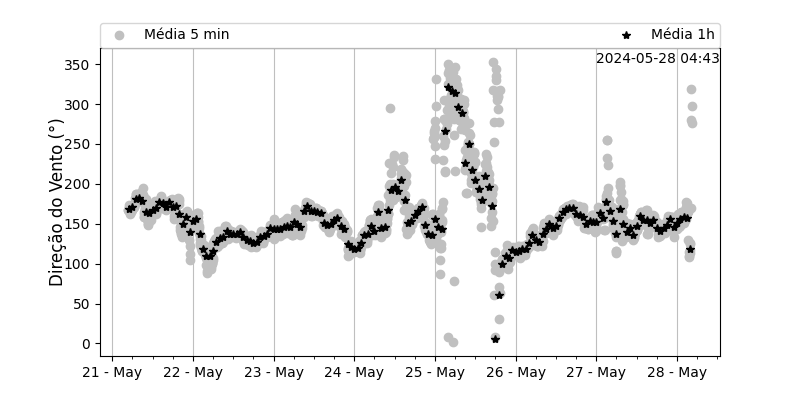 Média 5 min
Média 1h
2024-05-28 04:43
Direção do Vento (°)
350
300
250
200
150
100
50
0
21 - May
22 - May
23 - May
24 - May
25 - May
26 - May
27 - May
28 - May